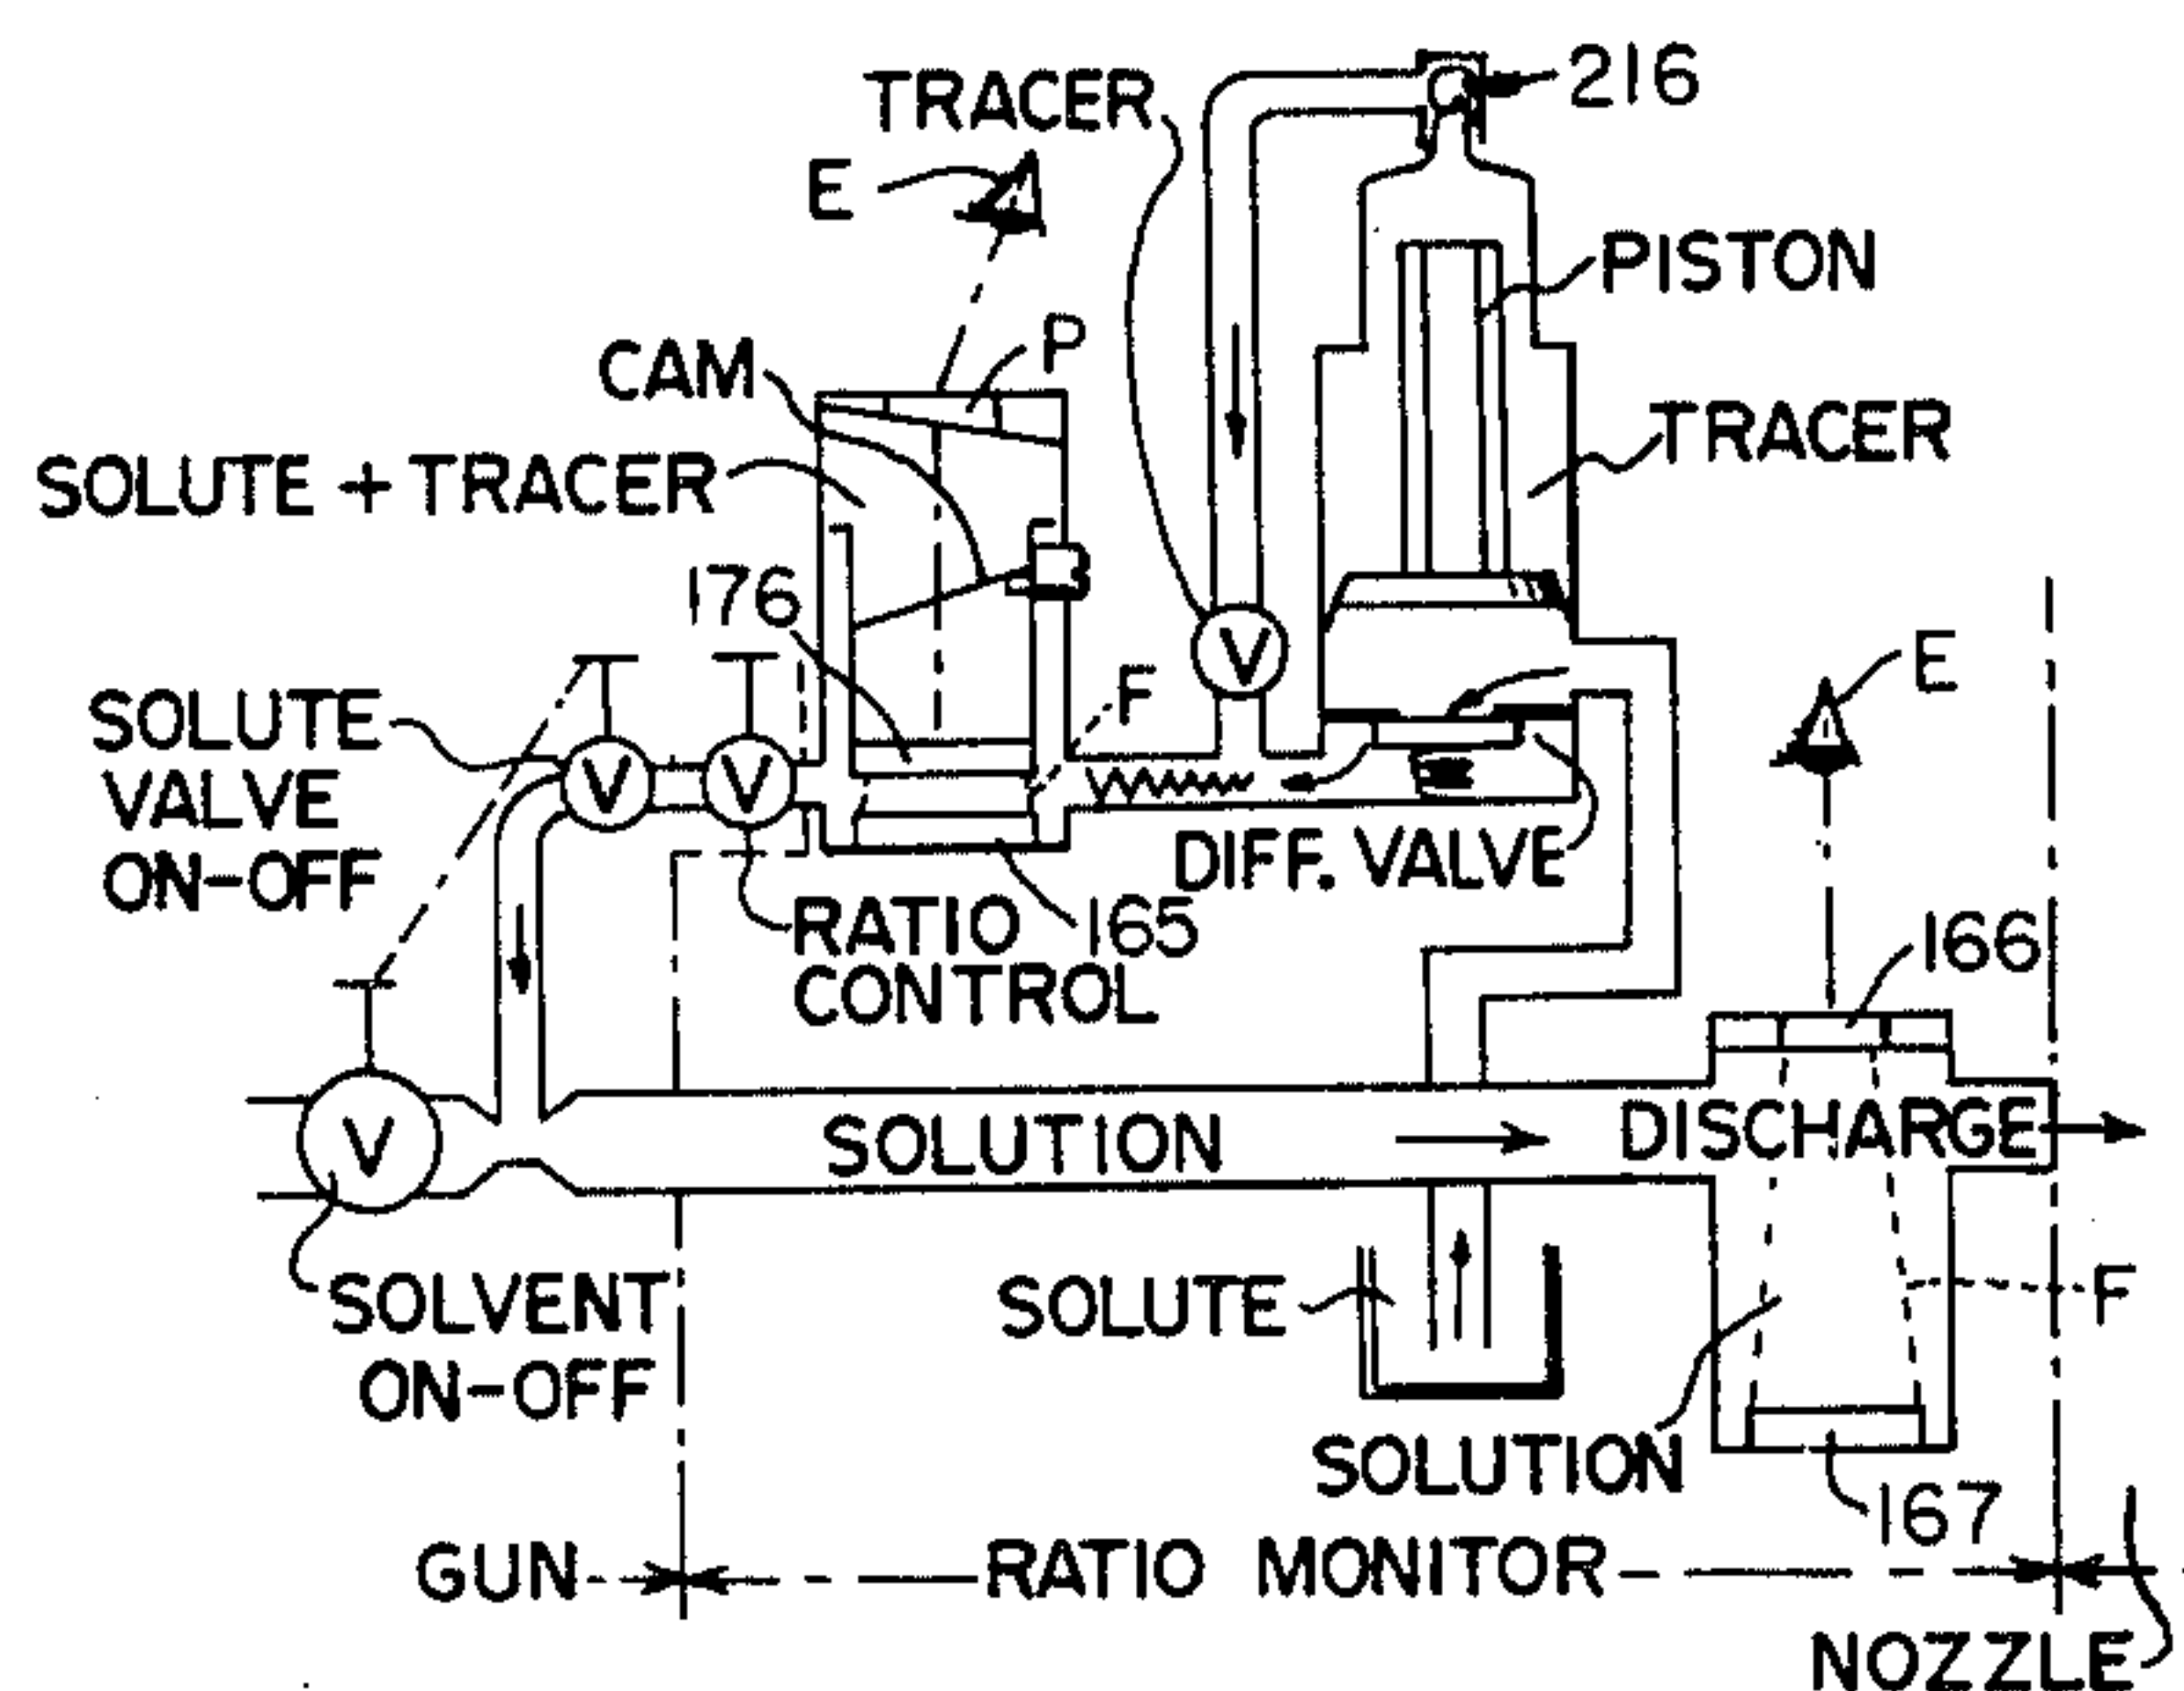 216
TRACER
E
PISTON
CAM
P
TRACER
SOLUTE + TRACER
176
V
E
F
SOLUTE
VALVE
ON-OFF
V
V
DIFF. VALVE
RATIO
CONTROL
165
166
V
SOLUTION
DISCHARGE
SOLVENT
ON-OFF
SOLUTE
F
SOLUTION
167
GUN
RATIO MONITOR
NOZZLE